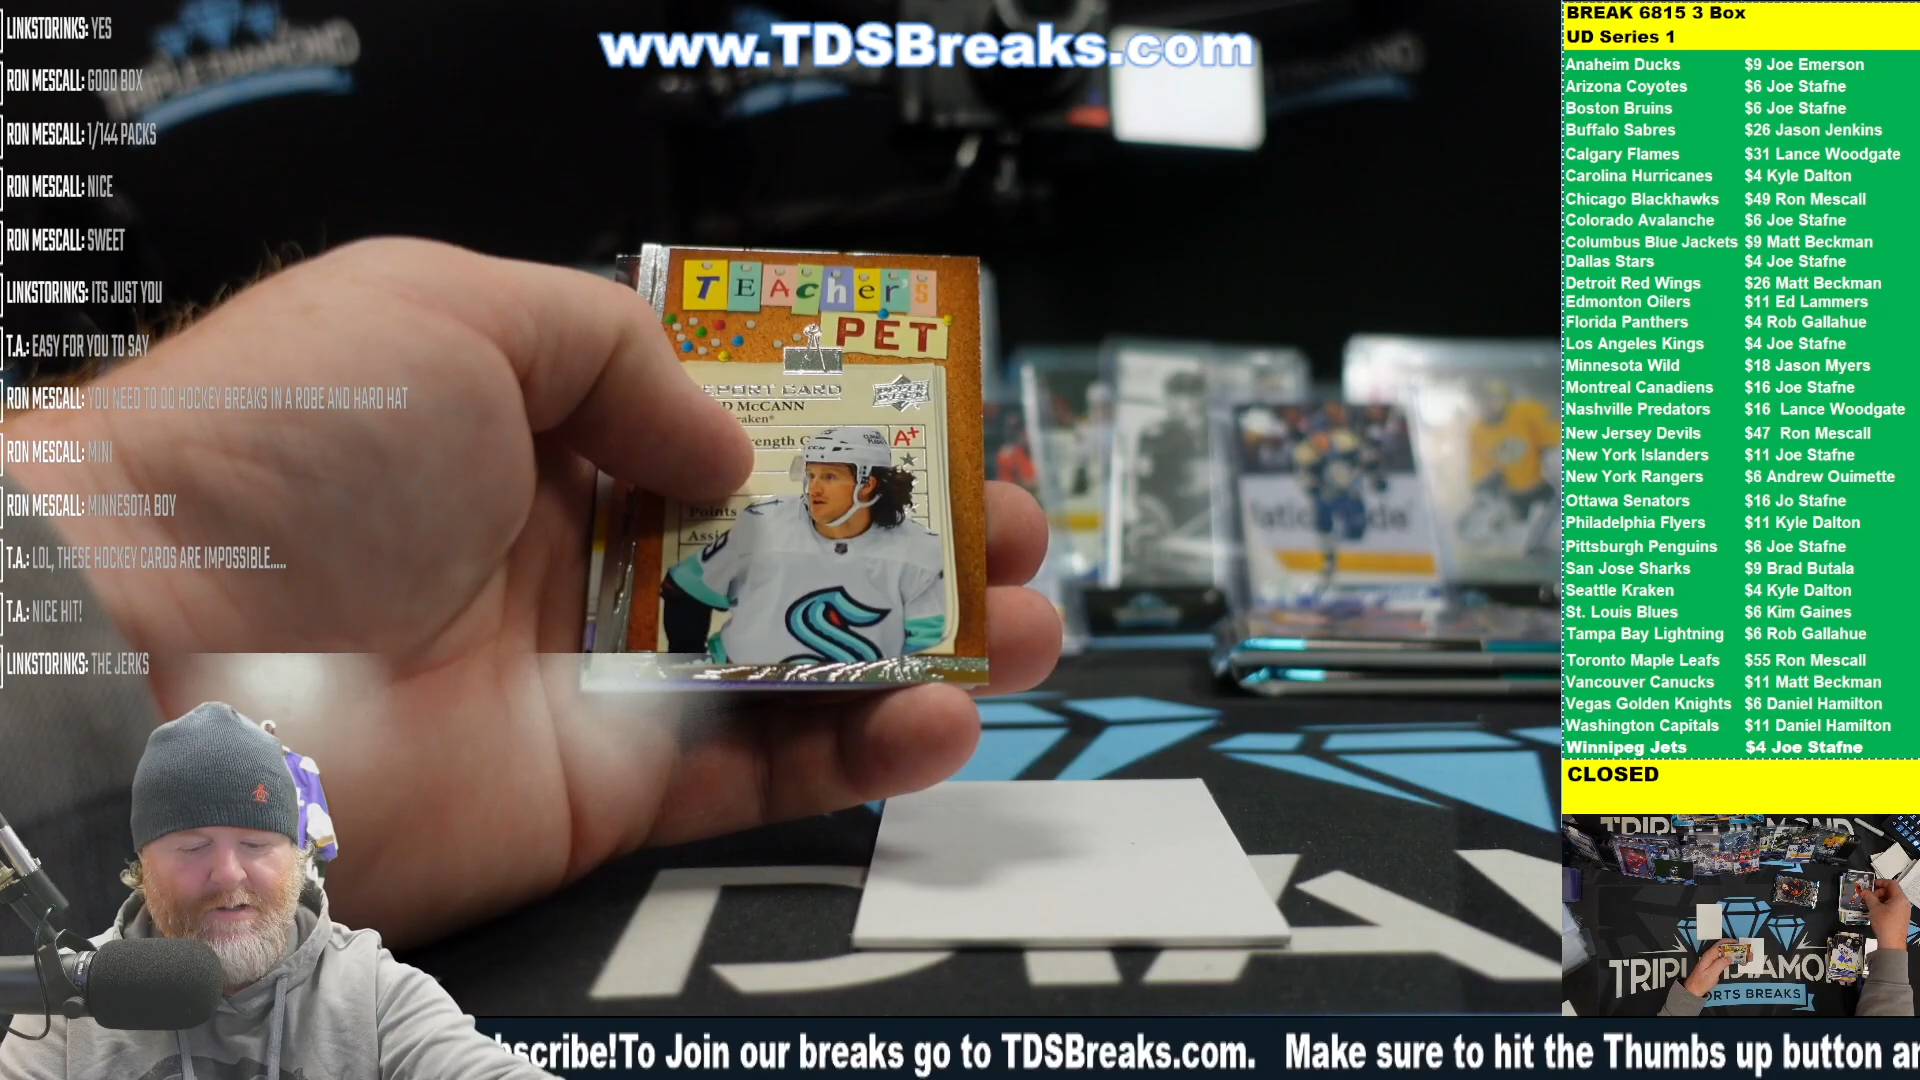 www.TDSBreaks.com
LINKSTORINKS: YES
RON MESCALL: GOOD BOX
RON MESCALL: 1/144 PACKS
RON MESCALL: NICE
RON MESCALL: SWEET
LINKSTORINKS: ITS JUST YOU
T.A.: EASY FOR YOU TO SAY
RON MESCALL: YOU NEED TO DO HOCKEY BREAKS IN A ROBE AND HARD HAT
RON MESCALL: MINI
RON MESCALL: MINNESOTA BOY
T.A.: LOL, THESE HOCKEY CARDS ARE IMPOSSIBLE.....
T.A.: NICE HIT!
LINKSTORINKS: THE JERKS
TEACHER'S
PET
EPORT CARD
D McCANN
raken
rength G
A+
Points
Assi
BREAK 6815 3 Box
UD Series 1
Anaheim Ducks $9 Joe Emerson
Arizona Coyotes $6 Joe Stafne
Boston Bruins $6 Joe Stafne
Buffalo Sabres $26 Jason Jenkins
Calgary Flames $31 Lance Woodgate
Carolina Hurricanes $4 Kyle Dalton
Chicago Blackhawks $49 Ron Mescall
Colorado Avalanche $6 Joe Stafne
Columbus Blue Jackets $9 Matt Beckman
Dallas Stars $4 Joe Stafne
Detroit Red Wings $26 Matt Beckman
Edmonton Oilers $11 Ed Lammers
Florida Panthers $4 Rob Gallahue
Los Angeles Kings $4 Joe Stafne
Minnesota Wild $18 Jason Myers
Montreal Canadiens $16 Joe Stafne
Nashville Predators $16 Lance Woodgate
New Jersey Devils $47 Ron Mescall
New York Islanders $11 Joe Stafne
New York Rangers $6 Andrew Ouimette
Ottawa Senators $16 Jo Stafne
Philadelphia Flyers $11 Kyle Dalton
Pittsburgh Penguins $6 Joe Stafne
San Jose Sharks $9 Brad Butala
Seattle Kraken $4 Kyle Dalton
St. Louis Blues $6 Kim Gaines
Tampa Bay Lightning $6 Rob Gallahue
Toronto Maple Leafs $55 Ron Mescall
Vancouver Canucks $11 Matt Beckman
Vegas Golden Knights $6 Daniel Hamilton
Washington Capitals $11 Daniel Hamilton
Winnipeg Jets $4 Joe Stafne
CLOSED
TRIPLE DIAMOND
TRIPLE DIAMO
ORTS BREAKS
bscribe!To Join our breaks go to TDSBreaks.com. Make sure to hit the Thumbs up button an